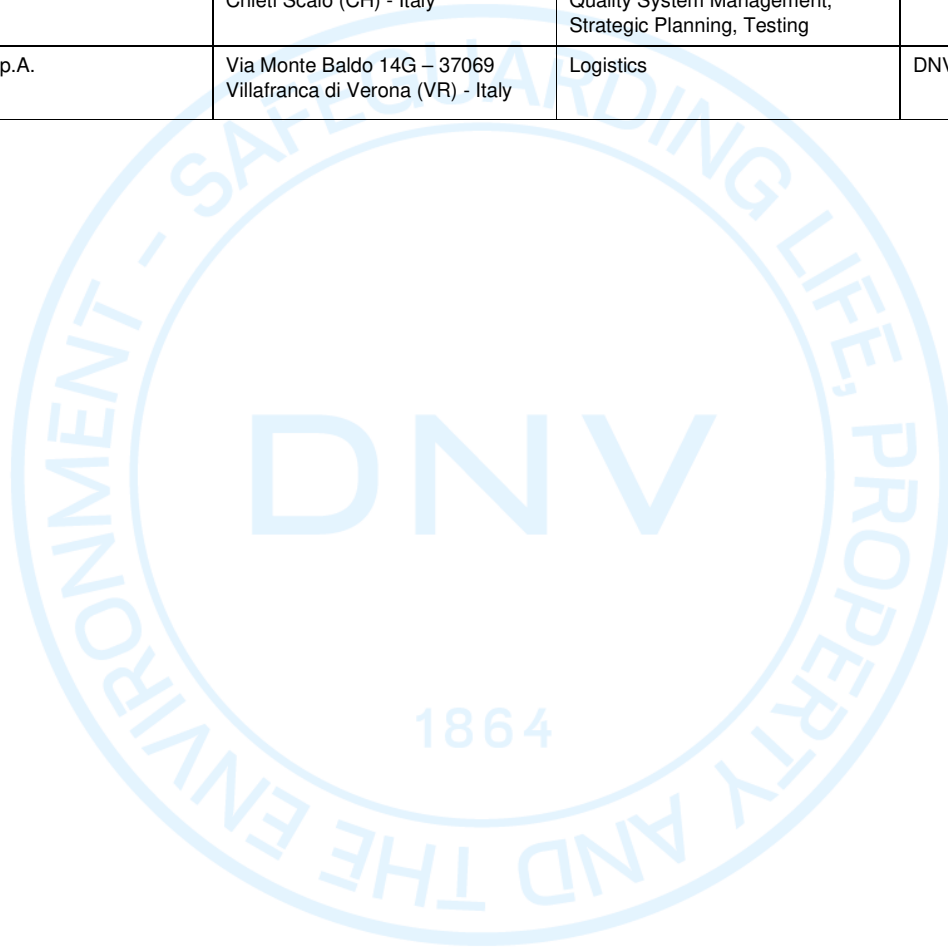 Chieti Scalo (CH) - Italy
Quality System Management,
Strategic Planning, Testing
p.A.
Via Monte Baldo 14G – 37069
Villafranca di Verona (VR) - Italy
Logistics
DNV
SAFEGUARDING LIFE, PROPERTY AND THE ENVIRONMENT -
DNV
1864